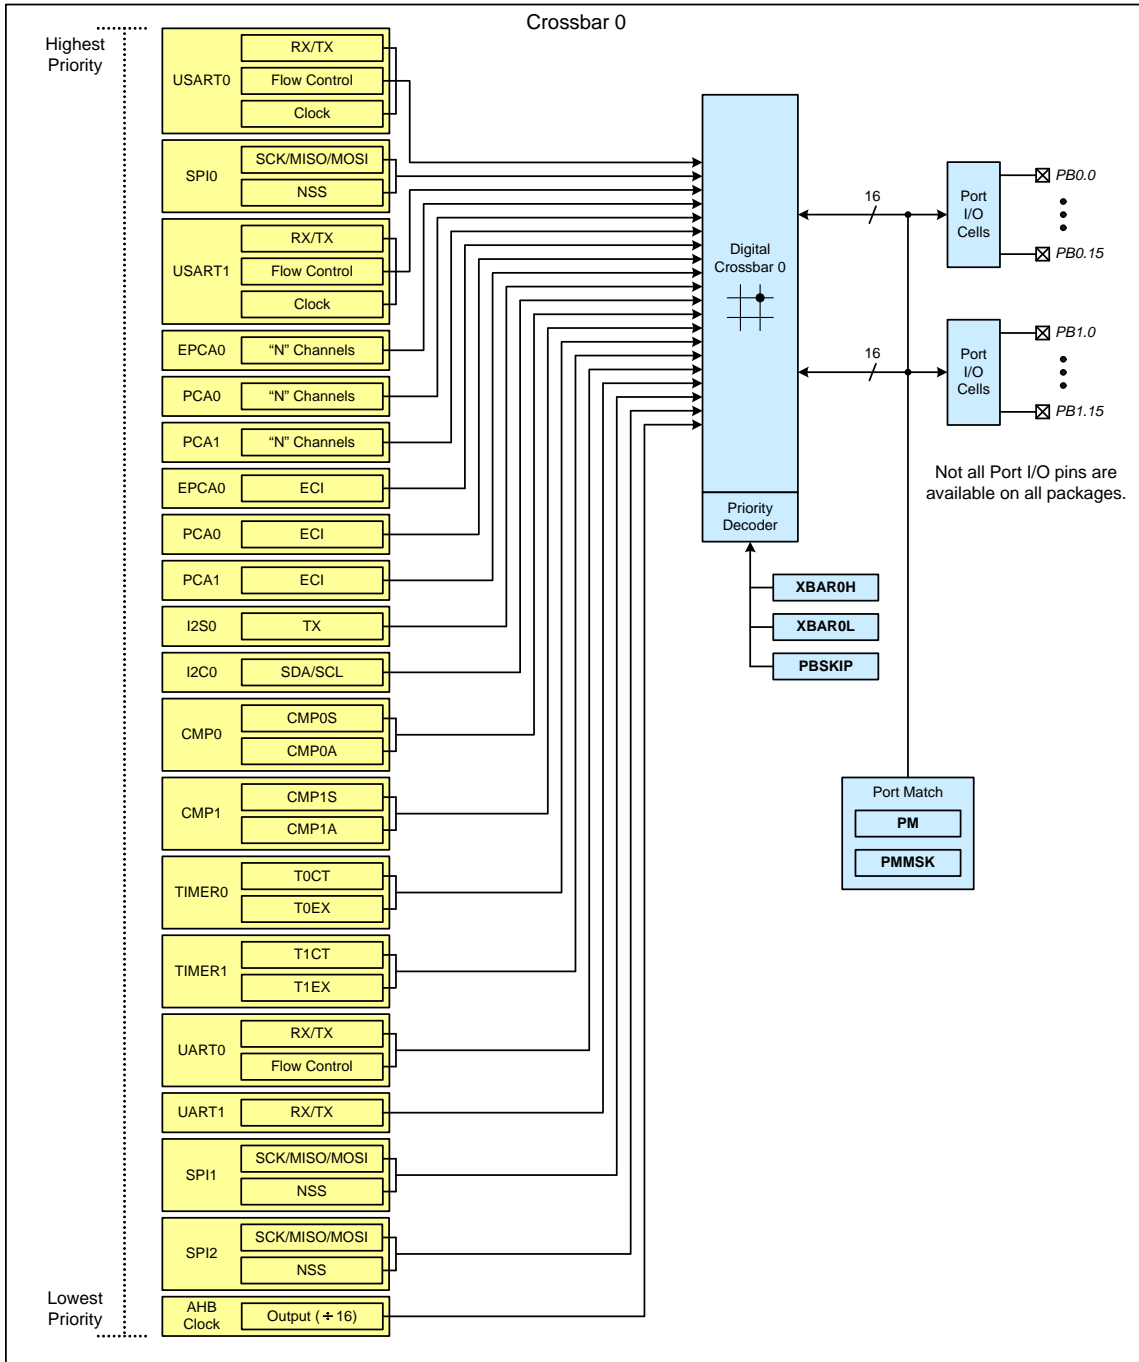 Crossbar 0
Highest
Priority
USART0
RX/TX
Flow Control
Clock
SPI0
SCK/MISO/MOSI
NSS
USART1
RX/TX
Flow Control
Clock
EPCA0
“N” Channels
PCA0
“N” Channels
PCA1
“N” Channels
EPCA0
ECI
PCA0
ECI
PCA1
ECI
I2S0
TX
I2C0
SDA/SCL
CMP0
CMP0S
CMP0A
CMP1
CMP1S
CMP1A
TIMER0
T0CT
T0EX
TIMER1
T1CT
T1EX
UART0
RX/TX
Flow Control
UART1
RX/TX
SPI1
SCK/MISO/MOSI
NSS
SPI2
SCK/MISO/MOSI
NSS
Lowest
Priority
AHB
Clock
Output (÷16)
Digital
Crossbar 0
Priority
Decoder
XBAR0H
XBAR0L
PBSKIP
16
Port
I/O
Cells
PB0.0
PB0.15
16
Port
I/O
Cells
PB1.0
PB1.15
Not all Port I/O pins are
available on all packages.
Port Match
PM
PMMSK